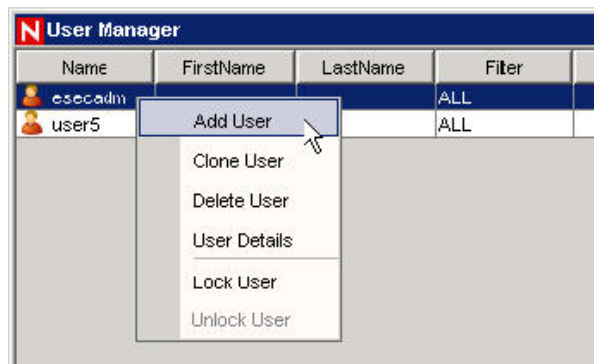 N User Manager
Name FirstName LastName Filter
esecadm ALL
user5 ALL
Add User
Clone User
Delete User
User Details
Lock User
Unlock User